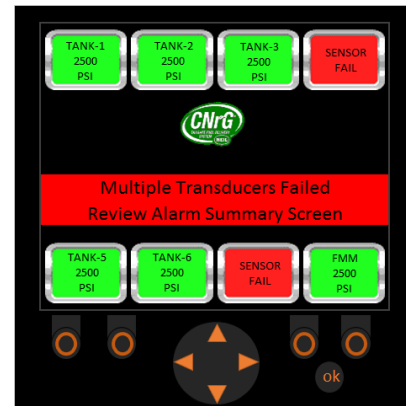 TANK-1
2500
PSI
TANK-2
2500
PSI
TANK-3
2500
PSI
SENSOR
FAIL
CNrG
Multiple Transducers Failed
Review Alarm Summary Screen
TANK-5
2500
PSI
TANK-6
2500
PSI
SENSOR
FAIL
FMM
2500
PSI
ok